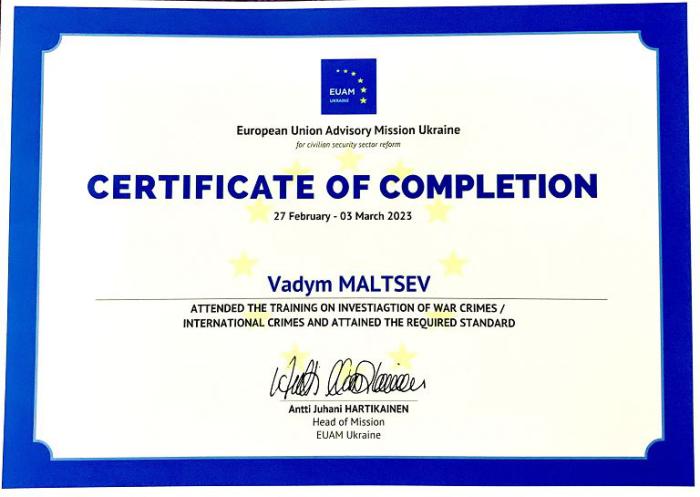 EUAM
UKRAINE
European Union Advisory Mission Ukraine
for civilian security sector reform
CERTIFICATE OF COMPLETION
27 February - 03 March 2023
Vadym MALTSEV
ATTENDED THE TRAINING ON INVESTIAGTION OF WAR CRIMES /
INTERNATIONAL CRIMES AND ATTAINED THE REQUIRED STANDARD
Antti Juhani HARTIKAINEN
Head of Mission
EUAM Ukraine